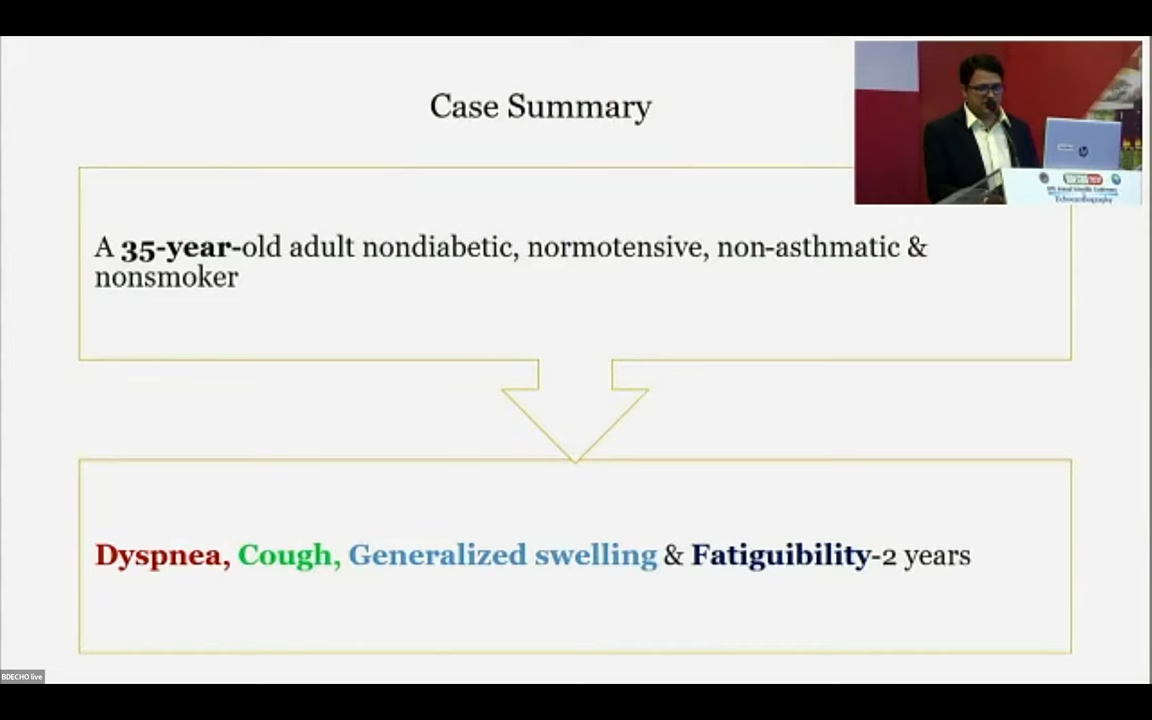 Case Summary
A 35-year-old adult nondiabetic, normotensive, non-asthmatic &
nonsmoker
Dyspnea, Cough, Generalized swelling & Fatiguibility-2 years
Echocardiography
BDECHO live